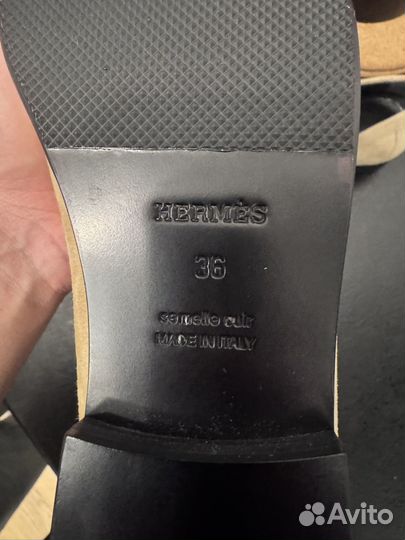 HERMÈS
36
semelle cuir
MADE IN ITALY
Avito